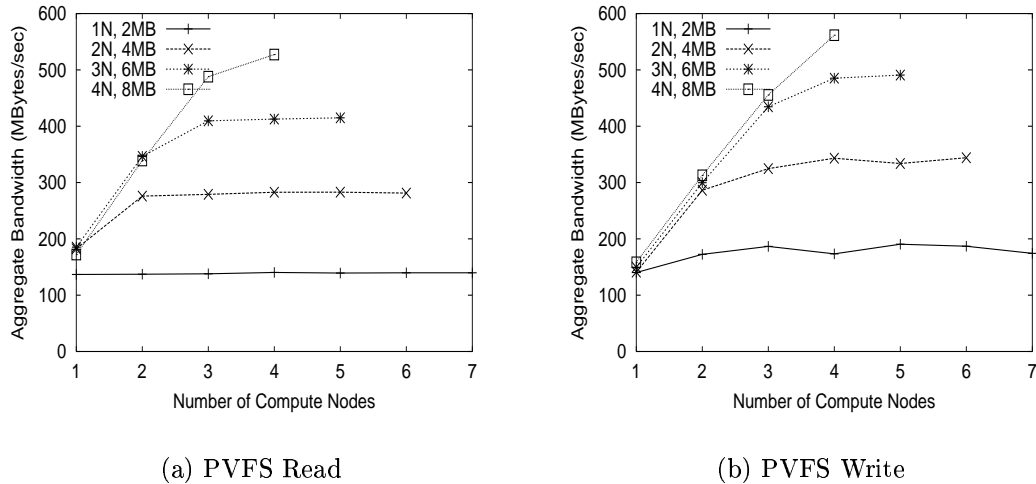 600
500
400
300
200
100
0
Aggregate Bandwidth (MBytes/sec)
1N, 2MB
2N, 4MB
3N, 6MB
4N, 8MB
1 2 3 4 5 6 7
Number of Compute Nodes
(a) PVFS Read
600
500
400
300
200
100
0
Aggregate Bandwidth (MBytes/sec)
1N, 2MB
2N, 4MB
3N, 6MB
4N, 8MB
1 2 3 4 5 6 7
Number of Compute Nodes
(b) PVFS Write